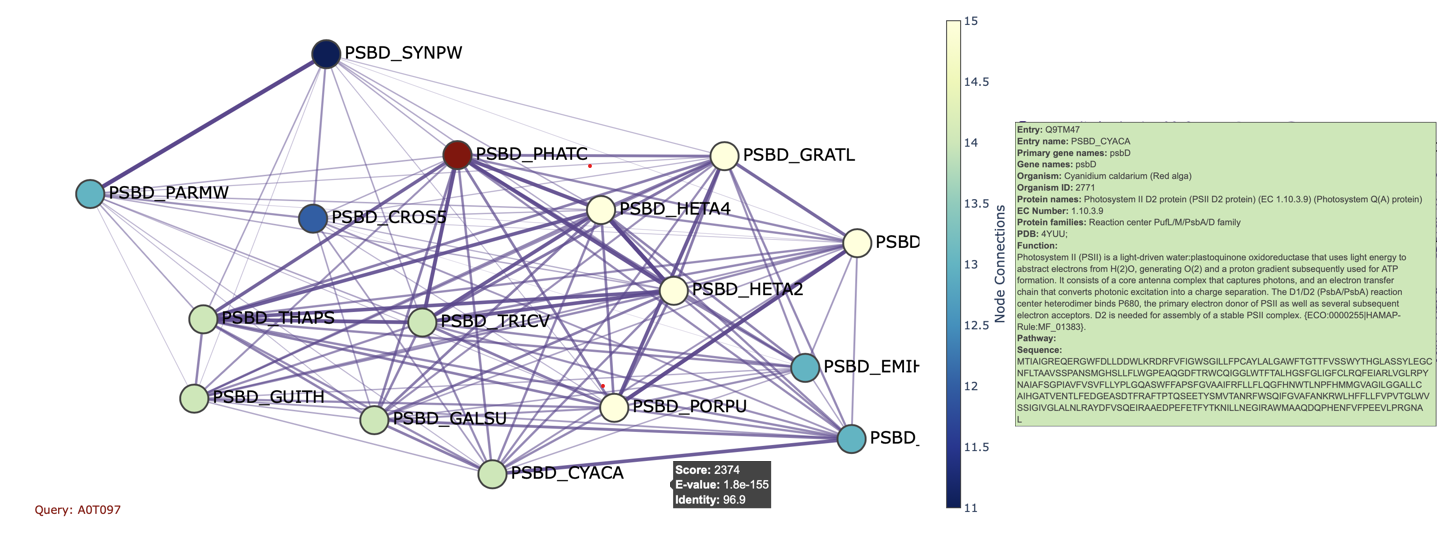 PSBD_SYNPW
PSBD_PHATC
PSBD_GRATL
PSBD_PARMW
PSBD_CROS5
PSBD_HETA4
PSBD
PSBD_HETA2
PSBD_THAPS
PSBD_TRICV
PSBD_EMIH
PSBD_GUITH
PSBD_GALSU
PSBD_PORPU
PSBD_
PSBD_CYACA
Score: 2374
E-value: 1.8e-155
Identity: 96.9
Query: A0T097
15
14.5
14
13.5
13
12.5
12
11.5
11
Node Connections
Entry: Q9TM47
Entry name: PSBD_CYACA
Primary gene names: psbD
Gene names: psbD
Organism: Cyanidium caldarium (Red alga)
Organism ID: 2771
Protein names: Photosystem II D2 protein (PSII D2 protein) (EC 1.10.3.9) (Photosystem Q(A) protein)
EC Number: 1.10.3.9
Protein families: Reaction center PufL/M/PsbA/D family
PDB: 4YUU;
Function:
Photosystem II (PSII) is a light-driven water:plastoquinone oxidoreductase that uses light energy to
abstract electrons from H(2)O, generating O(2) and a proton gradient subsequently used for ATP
formation. It consists of a core antenna complex that captures photons, and an electron transfer
chain that converts photonic excitation into a charge separation. The D1/D2 (PsbA/PsbA) reaction
center heterodimer binds P680, the primary electron donor of PSII as well as several subsequent
electron acceptors. D2 is needed for assembly of a stable PSII complex. {ECO:0000255|HAMAP-
Rule:MF_01383}.
Pathway:
Sequence:
MTIAIGREQERGWFDLLDDWLKRDRFVFIGWSGILLFPCAYLALGAWFTGTTFVSSWYTHGLASSYLEGC
NFLTAAVSSPANSMGHSLLFLWGPEAQGDFTRWCQIGGLWTFTALHGSFGLIGFCLRQFEIARLVGLRPY
NAIAFSGPIAVFVSVFLLYPLGQASWFFAPSFGVAAIFRFLLFLQGFHNWTLNPFHMMGVAGILGGALLC
AIHGATVENTLFEDGEASDTFRAFTPTQSEETYSMVTANRFWSQIFGVAFANKRWLHFFLLFVPVTGLWV
SSIGIVGLALNLRAYDFVSQEIRAAEDPEFETFYTKNILLNEGIRAWMAAQDQPHENFVFPEEVLPRGNA
L